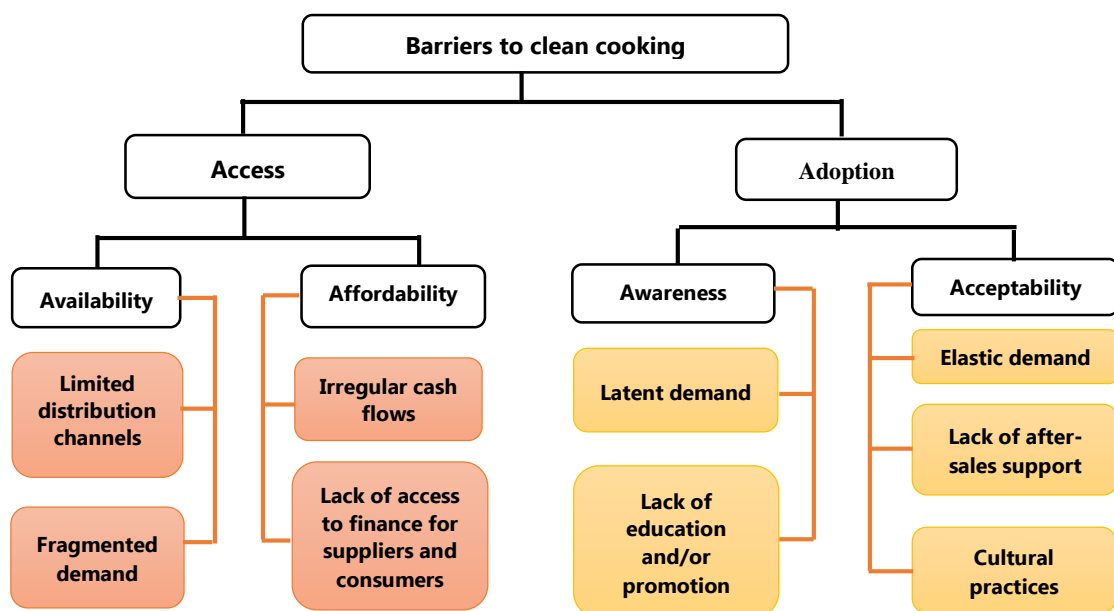 Barriers to clean cooking
Access
Adoption
Availability
Affordability
Awareness
Acceptability
Limited
distribution
channels
Fragmented
demand
Irregular cash
flows
Lack of access
to finance for
suppliers and
consumers
Latent demand
Lack of
education
and/or
promotion
Elastic demand
Lack of after-
sales support
Cultural
practices